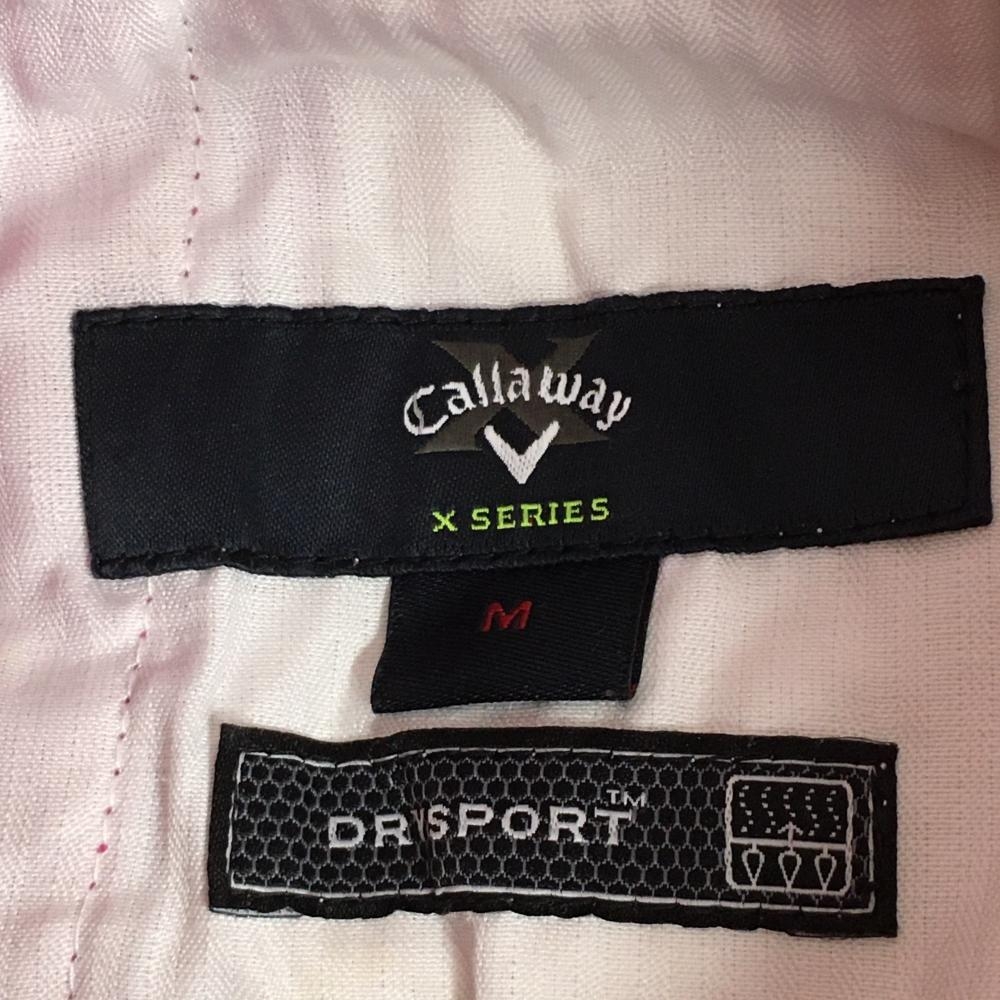 Callaway
X SERIES
M
DRYSPORT™